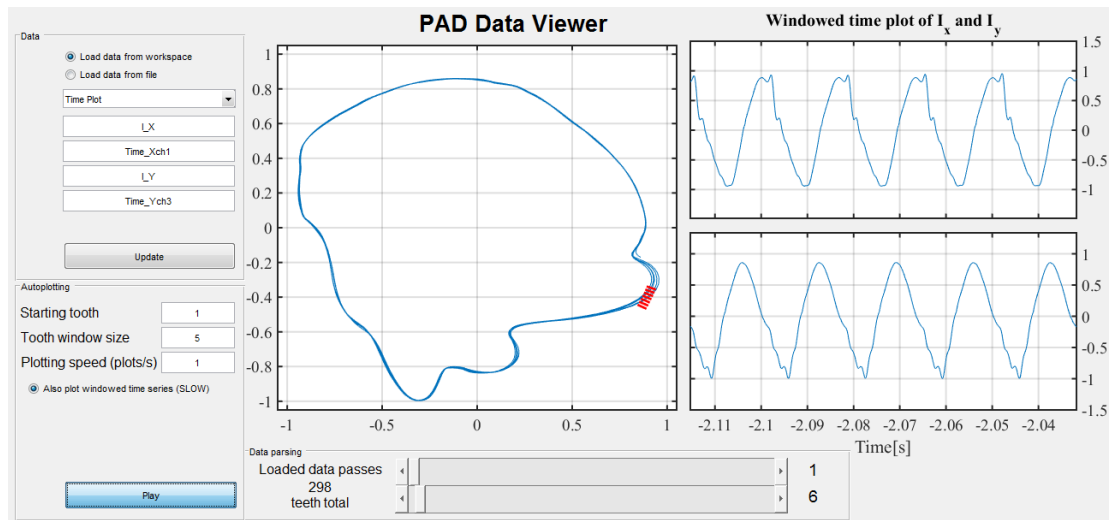 PAD Data Viewer
Windowed time plot of I_x and I_y
Data
Load data from workspace
Load data from file
Time Plot
I_X
Time_Xch1
I_Y
Time_Ych3
Update
Autoplotting
Starting tooth 1
Tooth window size 5
Plotting speed (plots/s) 1
Also plot windowed time series (SLOW)
Play
1
0.8
0.6
0.4
0.2
0
-0.2
-0.4
-0.6
-0.8
-1
-1 -0.5 0 0.5 1
1.5
1
0.5
0
-0.5
-1
1
0
-0.5
-1
-1.5
-2.11 -2.1 -2.09 -2.08 -2.07 -2.06 -2.05 -2.04
Time[s]
Data parsing
Loaded data passes 1
298
teeth total 6